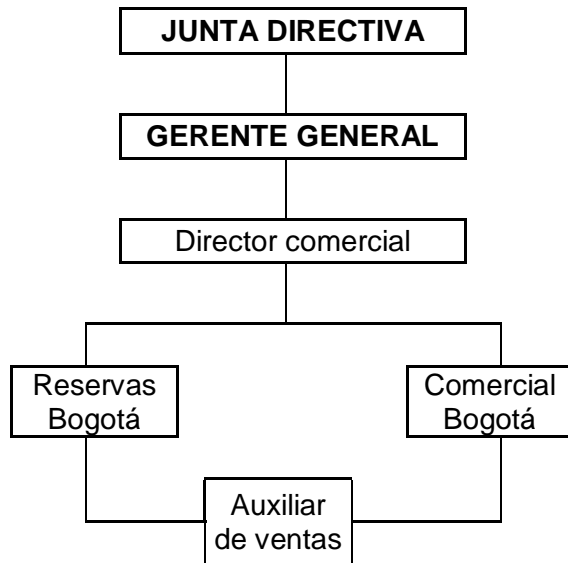 JUNTA DIRECTIVA
GERENTE GENERAL
Director comercial
Reservas
Bogotá
Comercial
Bogotá
Auxiliar
de ventas